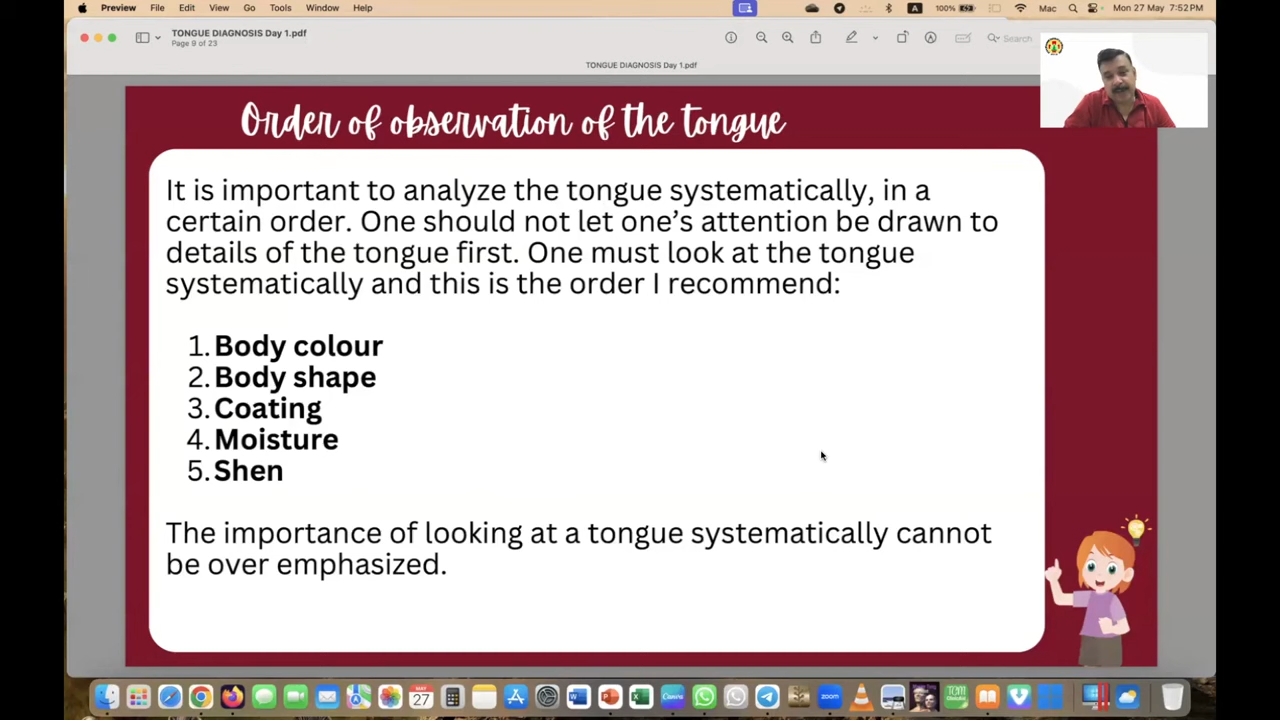 Preview File Edit View Go Tools Window Help
100% Mac Mon 27 May 7:52 PM
TONGUE DIAGNOSIS Day 1.pdf
Page 9 of 23
Search
TONGUE DIAGNOSIS Day 1.pdf
Order of observation of the tongue
It is important to analyze the tongue systematically, in a
certain order. One should not let one's attention be drawn to
details of the tongue first. One must look at the tongue
systematically and this is the order I recommend:
1. Body colour
2. Body shape
3. Coating
4. Moisture
5. Shen
The importance of looking at a tongue systematically cannot
be over emphasized.
MAY
27
zoom